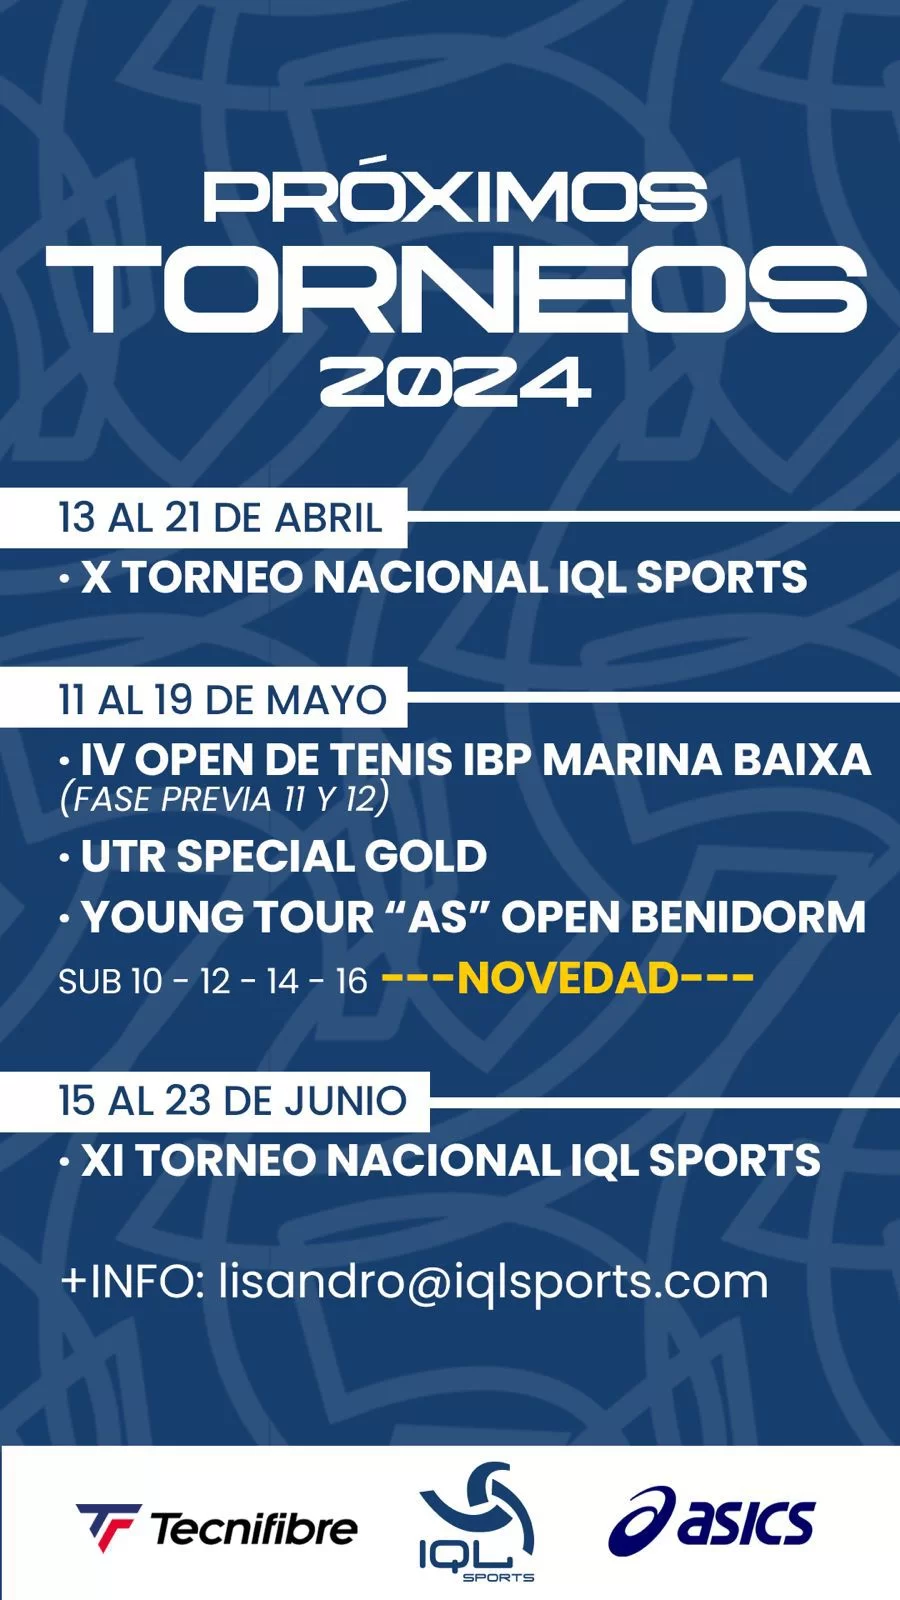 PRÓXIMOS
TORNEOS
2024
13 AL 21 DE ABRIL
· X TORNEO NACIONAL IQL SPORTS
11 AL 19 DE MAYO
· IV OPEN DE TENIS IBP MARINA BAIXA
(FASE PREVIA 11 Y 12)
· UTR SPECIAL GOLD
· YOUNG TOUR “AS” OPEN BENIDORM
SUB 10 - 12 - 14 - 16 ---NOVEDAD---
15 AL 23 DE JUNIO
· XI TORNEO NACIONAL IQL SPORTS
+INFO: lisandro@iqlsports.com
TF Tecnifibre
IQL
SPORTS
asics